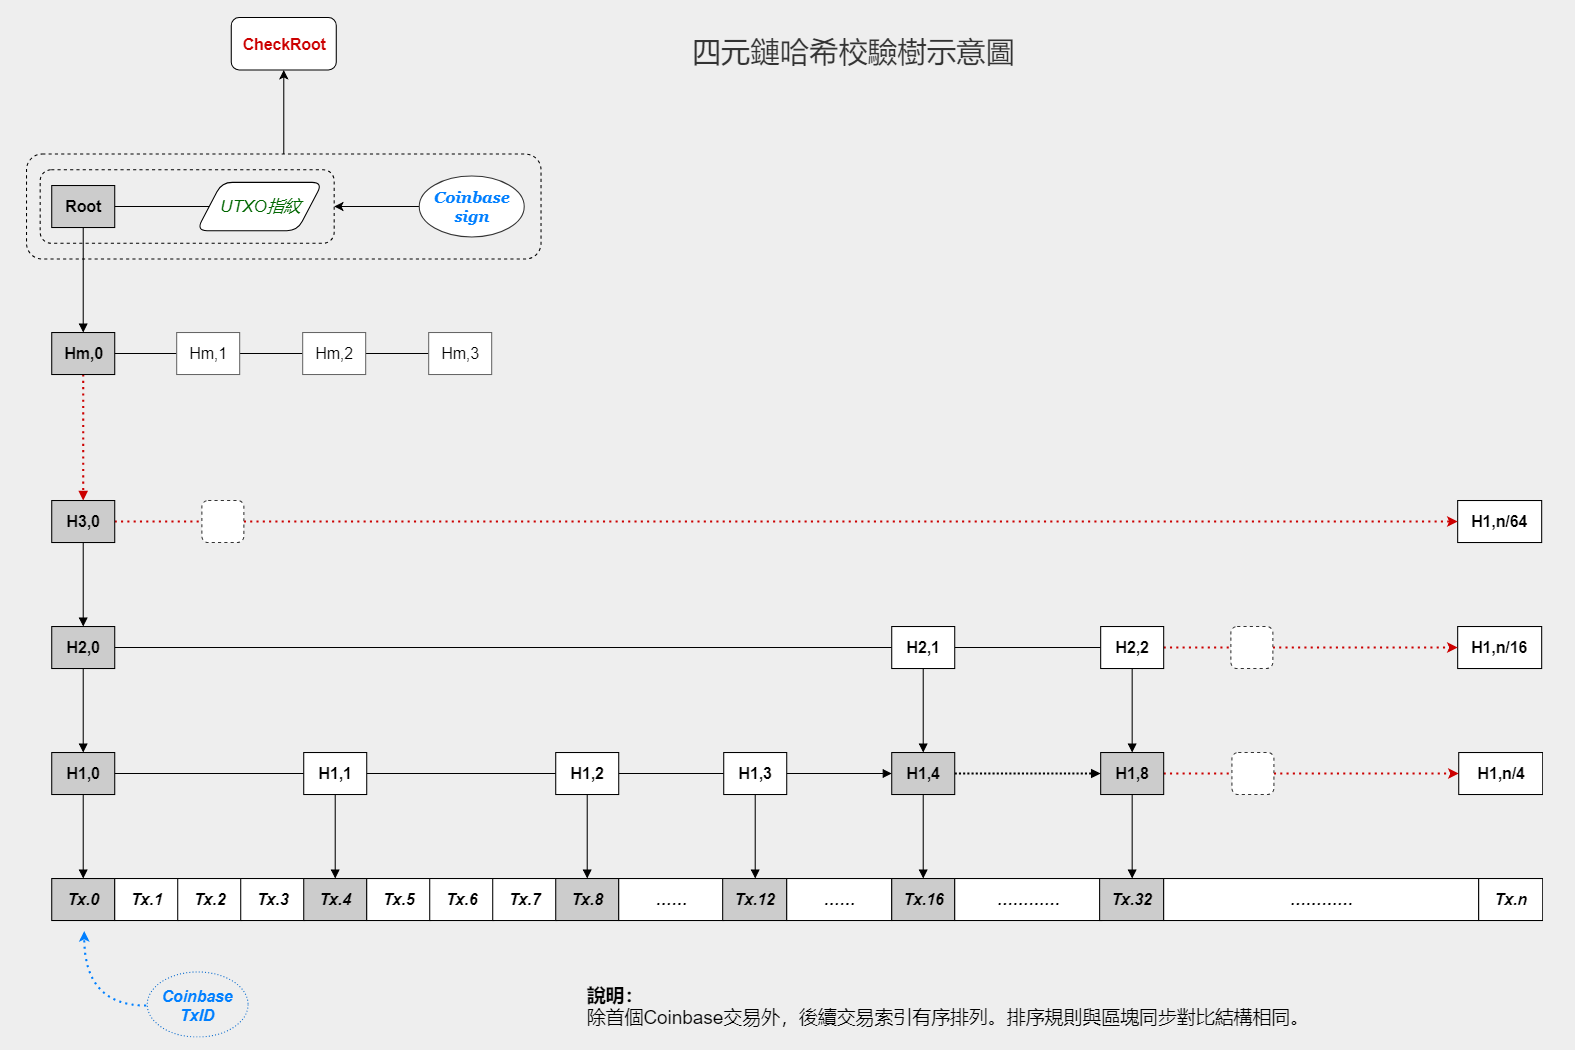 CheckRoot
四元鏈哈希校驗樹示意圖
Root
UTXO指紋
Coinbase
sign
Hm,0
Hm,1
Hm,2
Hm,3
H3,0
H1,n/64
H2,0
H2,1
H2,2
H1,n/16
H1,0
H1,1
H1,2
H1,3
H1,4
H1,8
H1,n/4
Tx.0
Tx.1
Tx.2
Tx.3
Tx.4
Tx.5
Tx.6
Tx.7
Tx.8
......
Tx.12
......
Tx.16
............
Tx.32
............
Tx.n
Coinbase
TxID
說明：
除首個Coinbase交易外，後續交易索引有序排列。排序規則與區塊同步對比結構相同。